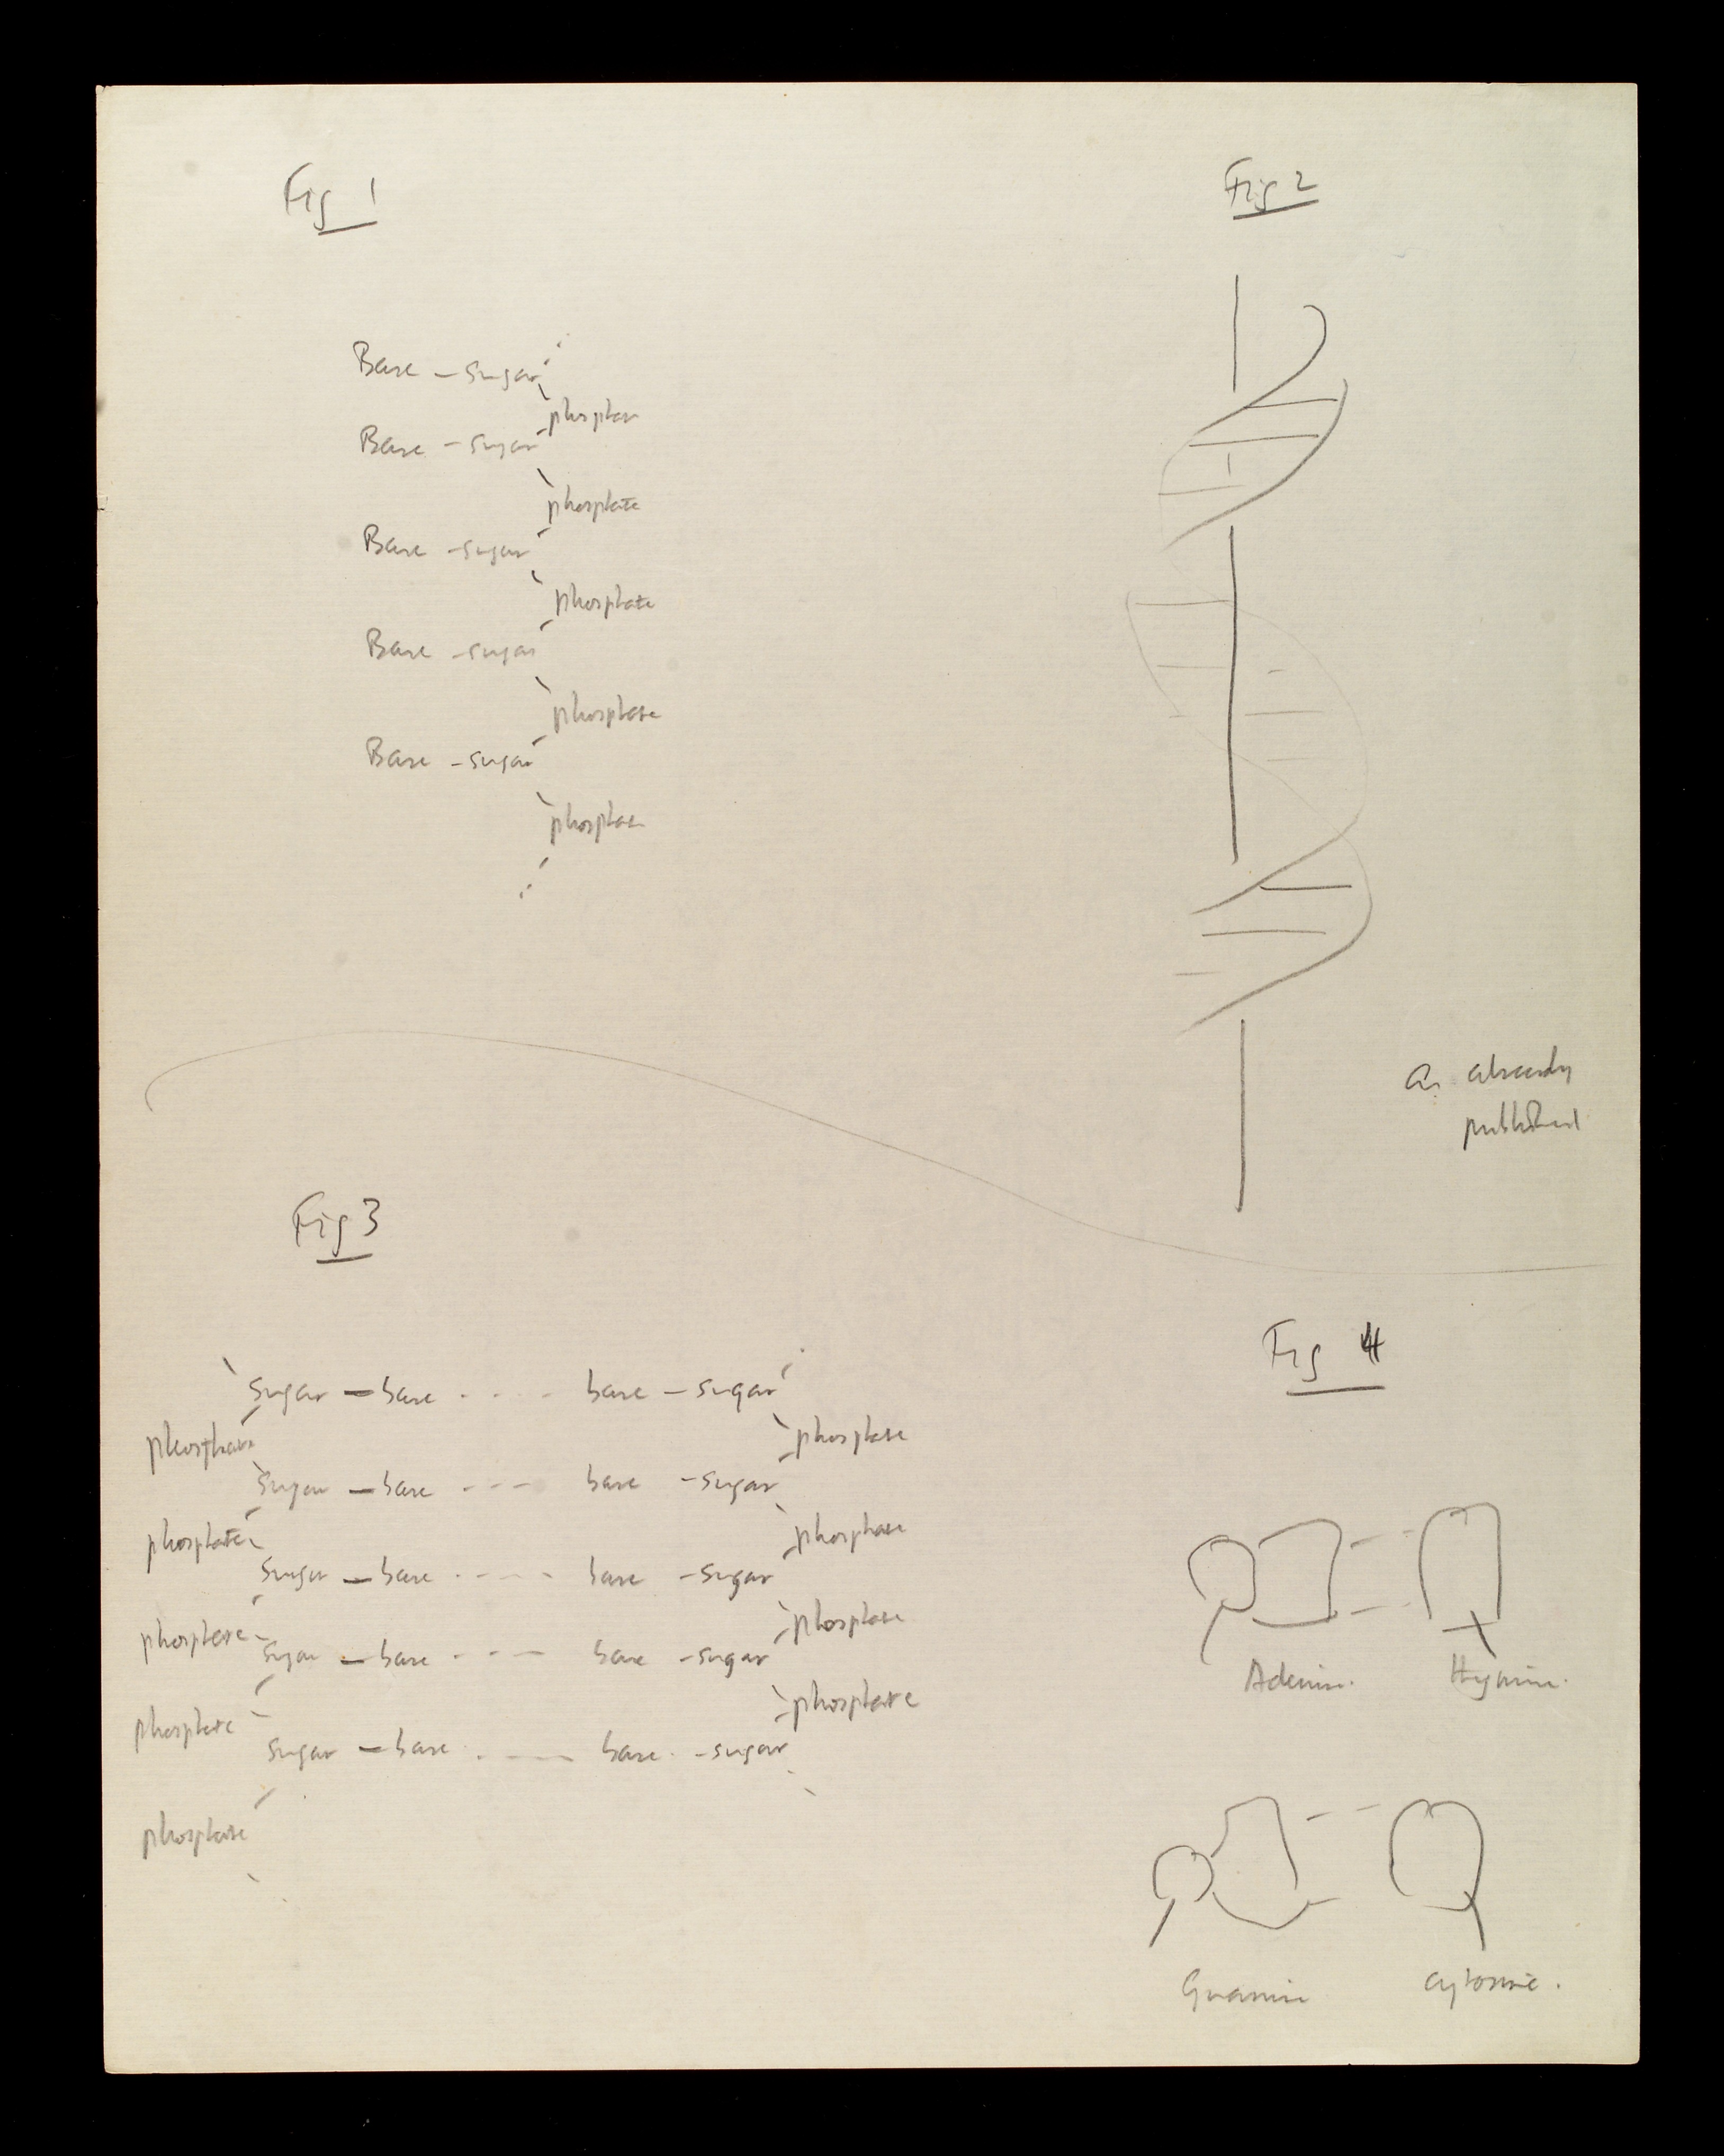 Fig 1
Base - sugar
phosphate
Base - sugar
phosphate
Base - sugar
phosphate
Base - sugar
phosphate
Base - sugar
phosphate
Fig 2
as already
published
Fig 3
sugar - base - - - base - sugar
phosphate phosphate
sugar - base - - - base - sugar
phosphate phosphate
sugar - base - - - - base - sugar
phosphate phosphate
sugar - base - - - base - sugar
phosphate phosphate
sugar - base - - - base - sugar
phosphate
Fig 4
Adenine. thymine.
Guanine cytosine.